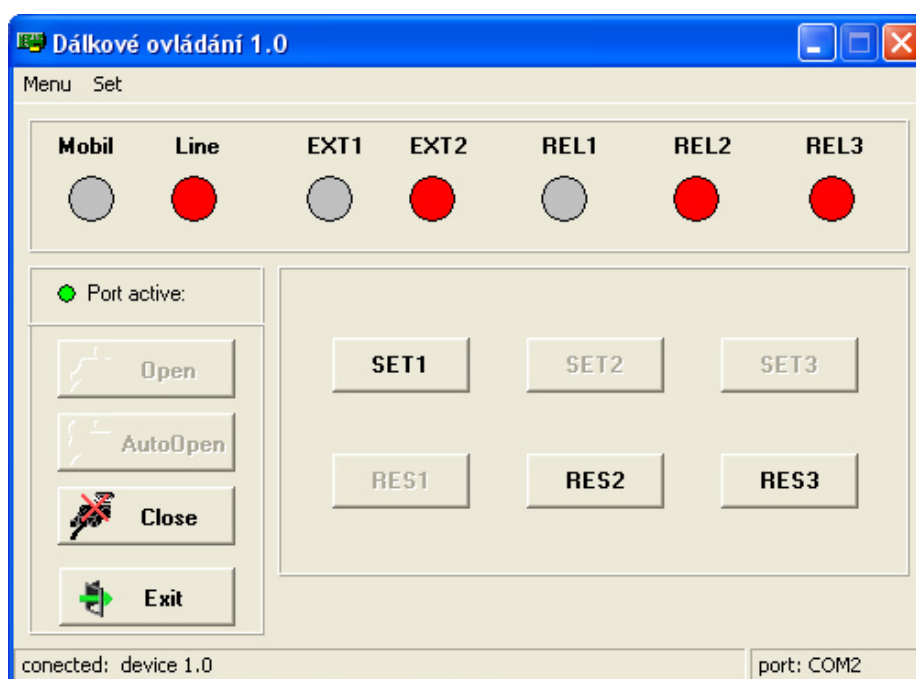 Dálkové ovládání 1.0
Menu Set
Mobil Line EXT1 EXT2 REL1 REL2 REL3
Port active:
Open
AutoOpen
Close
Exit
SET1 SET2 SET3
RES1 RES2 RES3
conected: device 1.0 port: COM2